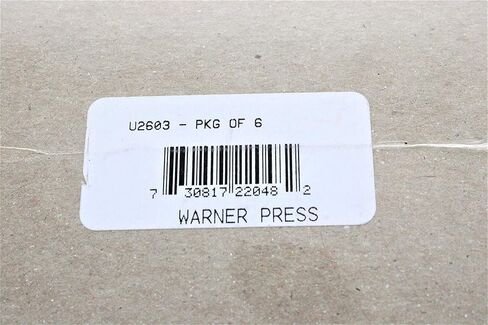 U2603 - PKG OF 6
7 30817 22048 2
WARNER PRESS